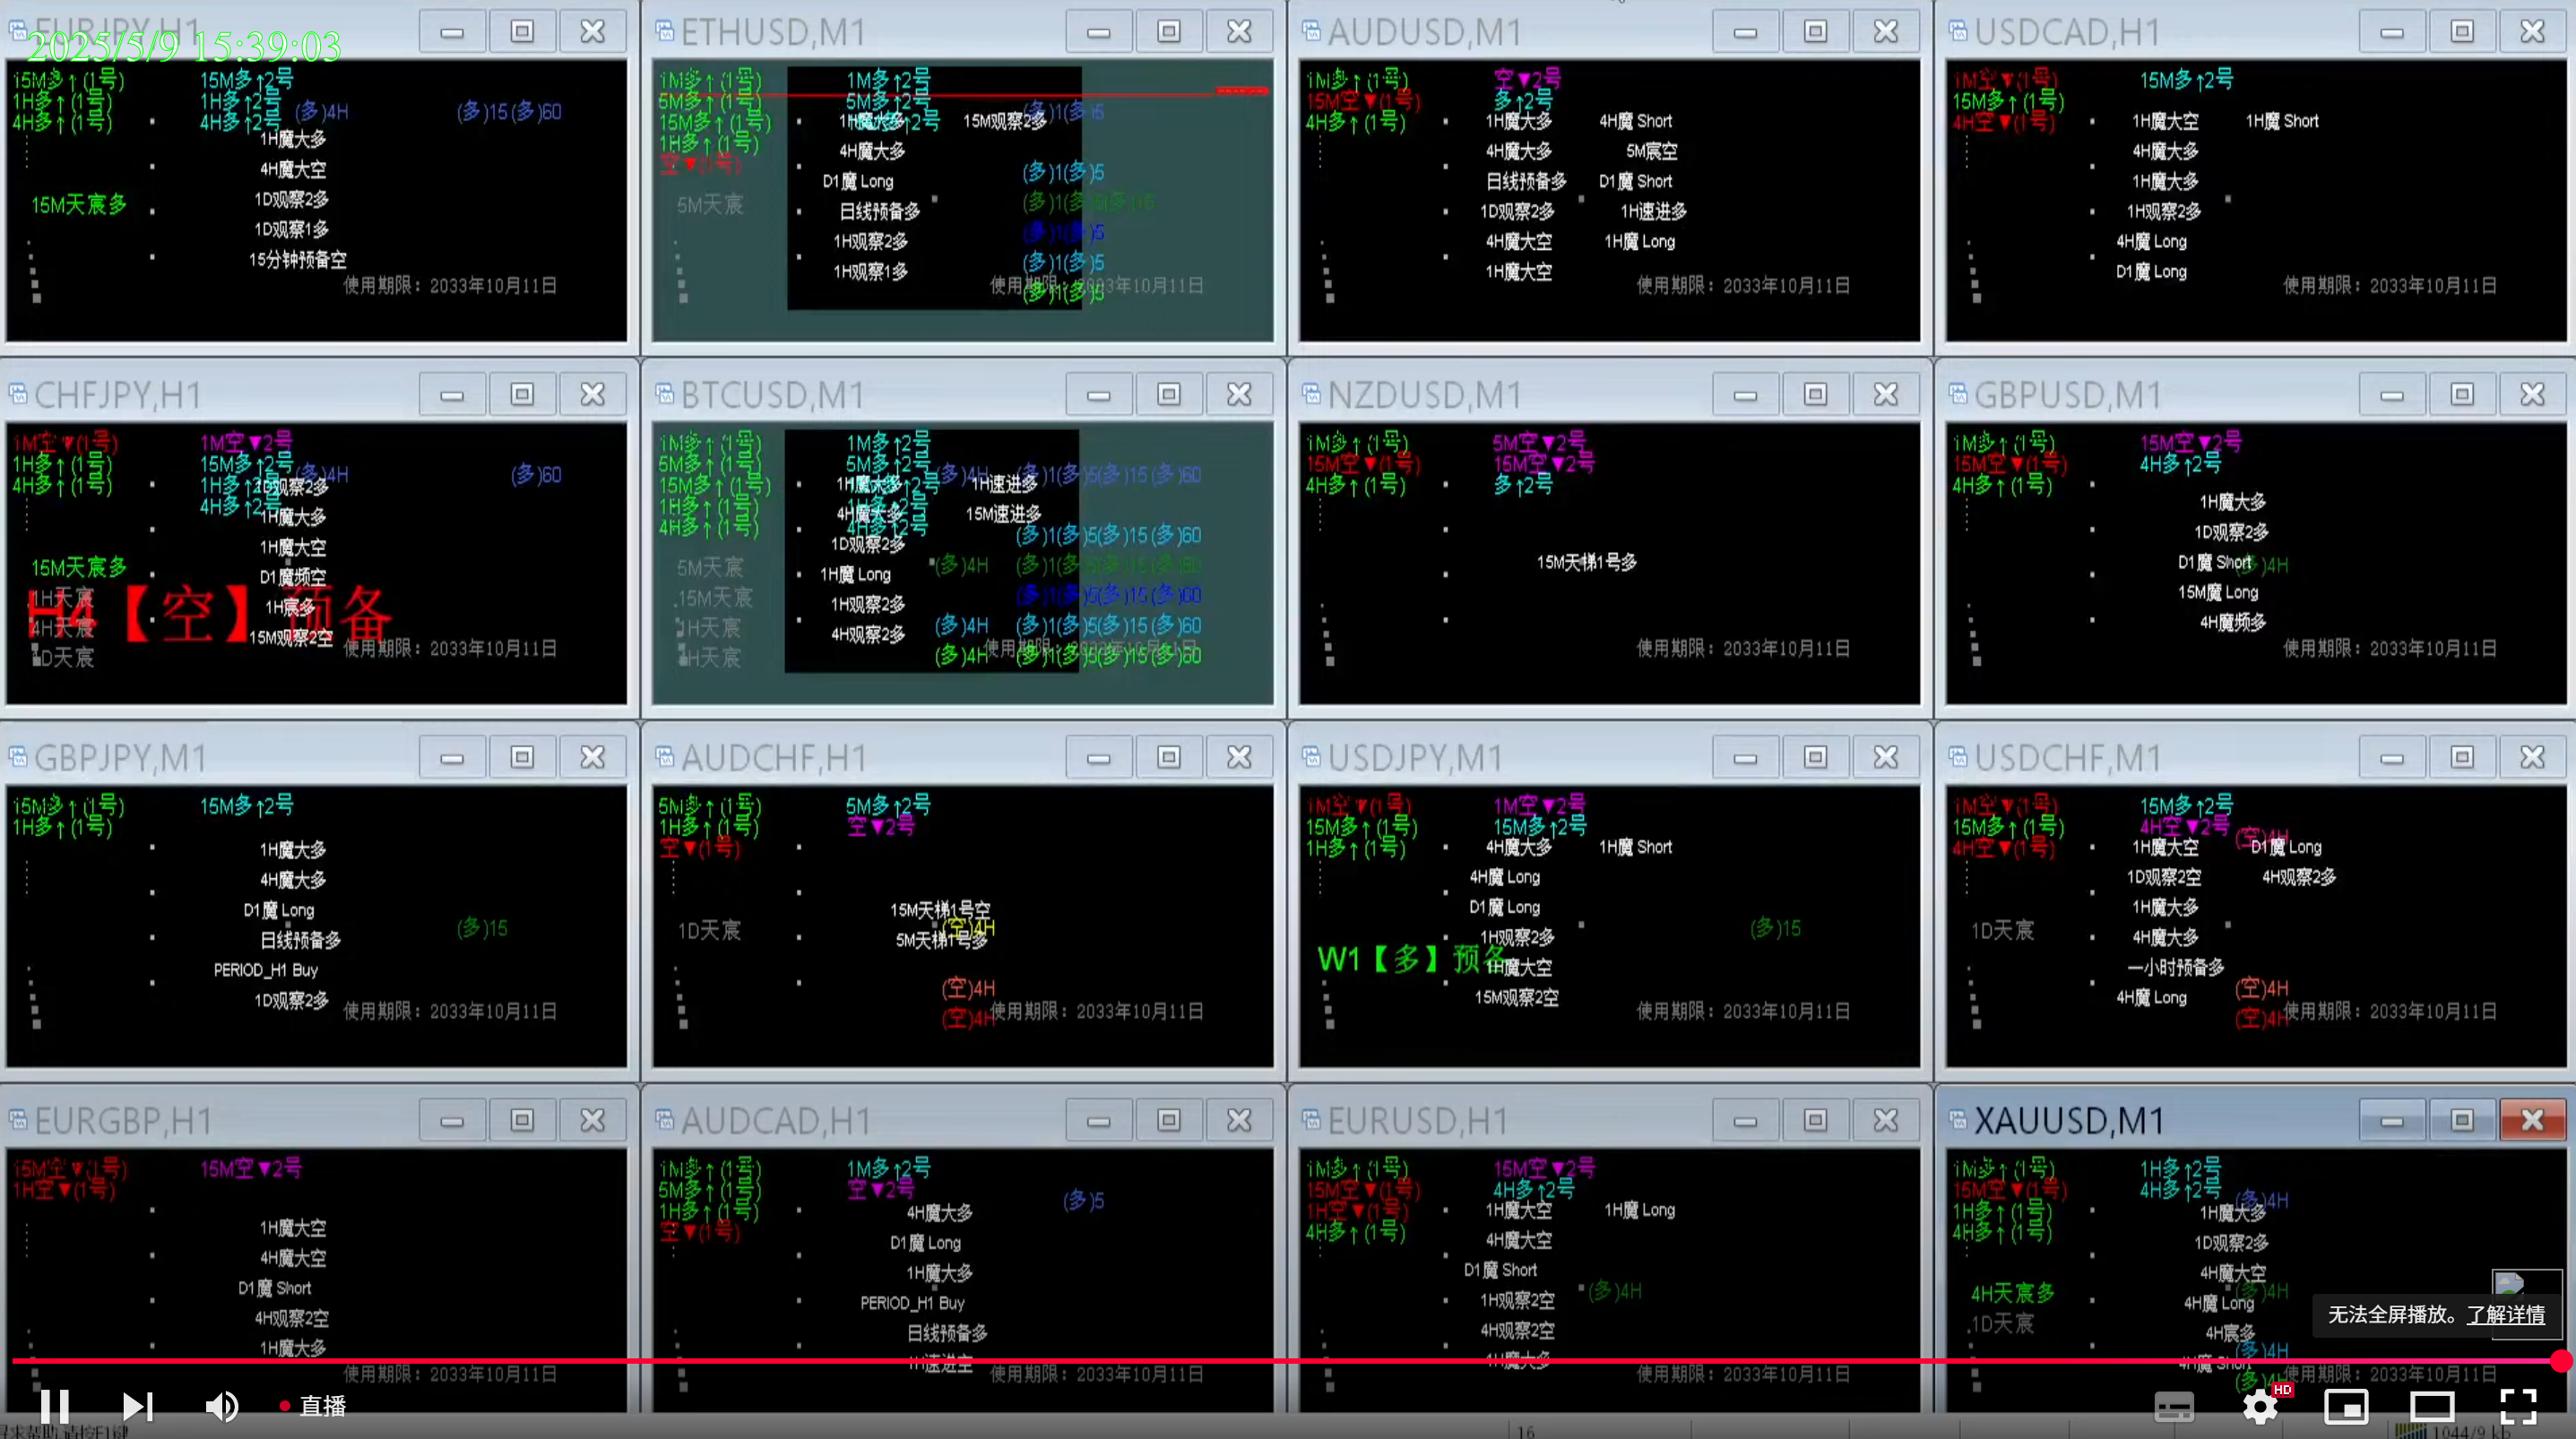 EURJPY,H1
2025/5/9 15:39:03
15M多↑(1号) 15M多↑2号
1H多↑(1号) 1H多↑2号
4H多↑(1号) 4H多↑2号 (多)4H (多)15(多)60
1H魔大多
4H魔大空
1D观察2多
15M天宸多
1D观察1多
15分钟预备空
使用期限：2033年10月11日
ETHUSD,M1
1M多↑(1号) 1M多↑2号
5M多↑(1号) 5M多↑2号
15M多↑(1号) 1H魔大多 15M观察2多
1H多↑(1号)
空▼(1号)
4H魔大多
(多)1(多)5
D1魔 Long
5M天宸
日线预备多
(多)1(多)5
1H观察2多
(多)1(多)5
1H观察1多
(多)1(多)5
AUDUSD,M1
1M多↑(1号) 空▼2号
15M空▼(1号) 多↑2号
4H多↑(1号) 1H魔大多 4H魔 Short
4H魔大多 5M宸空
日线预备多 D1魔 Short
1D观察2多 1H速进多
4H魔大空 1H魔 Long
1H魔大空
使用期限：2033年10月11日
USDCAD,H1
1M空▼(1号) 15M多↑2号
15M多↑(1号)
4H空▼(1号) 1H魔大空 1H魔 Short
4H魔大多
1H魔大多
1H观察2多
4H魔 Long
D1魔 Long
使用期限：2033年10月11日
CHFJPY,H1
1M空▼(1号) 1M空▼2号
1H多↑(1号) 15M多↑2号 (多)4H (多)60
4H多↑(1号) 1H多↑2号 1D观察2多
4H多↑2号 1H魔大多
1H魔大空
15M天宸多 D1魔频空
1H天宸 1H宸多
H4【空】预备
4H天宸 15M观察2空
1D天宸
使用期限：2033年10月11日
BTCUSD,M1
1M多↑(1号) 1M多↑2号
5M多↑(1号) 5M多↑2号
15M多↑(1号) 1H魔大多 1H速进多 (多)4H (多)1(多)5(多)15(多)60
1H多↑(1号)
4H多↑(1号) 4H魔大多 15M速进多
1D观察2多 (多)1(多)5(多)15(多)60
5M天宸 1H魔 Long (多)4H (多)1(多)5(多)15(多)60
15M天宸 1H观察2多 (多)1(多)5(多)15(多)60
1H天宸 4H观察2多 (多)4H (多)1(多)5(多)15(多)60
4H天宸 (多)4H (多)1(多)5(多)15(多)60
NZDUSD,M1
1M多↑(1号) 5M空▼2号
15M空▼(1号) 15M空▼2号
4H多↑(1号) 多↑2号
15M天梯1号多
使用期限：2033年10月11日
GBPUSD,M1
1M多↑(1号) 15M空▼2号
15M空▼(1号) 4H多↑2号
4H多↑(1号)
1H魔大多
1D观察2多
D1魔 Short (多)4H
15M魔 Long
4H魔频多
使用期限：2033年10月11日
GBPJPY,M1
15M多↑(1号) 15M多↑2号
1H多↑(1号)
1H魔大多
4H魔大多
D1魔 Long
(多)15
日线预备多
PERIOD_H1 Buy
1D观察2多
使用期限：2033年10月11日
AUDCHF,H1
5M多↑(1号) 5M多↑2号
1H多↑(1号) 空▼2号
空▼(1号)
15M天梯1号空
1D天宸 (空)4H
5M天梯1号多
(空)4H
(空)4H
使用期限：2033年10月11日
USDJPY,M1
1M空▼(1号) 1M空▼2号
15M多↑(1号) 15M多↑2号
1H多↑(1号) 4H魔大多 1H魔 Short
4H魔 Long
D1魔 Long
(多)15
1H观察2多
W1【多】预备
1H魔大空
15M观察2空
使用期限：2033年10月11日
USDCHF,M1
1M空▼(1号) 15M多↑2号
15M多↑(1号) 4H空▼2号 (空)4H
4H空▼(1号) 1H魔大空 D1魔 Long
1D观察2空 4H观察2多
1H魔大多
1D天宸
4H魔大多
一小时预备多
4H魔 Long (空)4H
(空)4H
使用期限：2033年10月11日
EURGBP,H1
15M空▼(1号) 15M空▼2号
1H空▼(1号)
1H魔大空
4H魔大空
D1魔 Short
4H观察2空
1H魔大多
使用期限：2033年10月11日
AUDCAD,H1
1M多↑(1号) 1M多↑2号
5M多↑(1号) 空▼2号 (多)5
1H多↑(1号) 4H魔大多
空▼(1号)
D1魔 Long
1H魔大多
PERIOD_H1 Buy
日线预备多
1H速进空
使用期限：2033年10月11日
EURUSD,H1
1M多↑(1号) 15M空▼2号
15M空▼(1号) 4H多↑2号
1H空▼(1号) 1H魔大空 1H魔 Long
4H多↑(1号) 4H魔大空
D1魔 Short
(多)4H
1H观察2空
4H观察2空
4H魔大多
使用期限：2033年10月11日
XAUUSD,M1
1M多↑(1号) 1H多↑2号
15M空▼(1号) 4H多↑2号 (多)4H
1H多↑(1号) 1H魔大多
4H多↑(1号) 1D观察2多
4H魔大空
4H天宸多 (多)4H
4H魔 Long
1D天宸 4H宸多
(多)4H
4H魔 Short
(多)4H
使用期限：2033年10月11日
无法全屏播放。了解详情
直播
HD
16